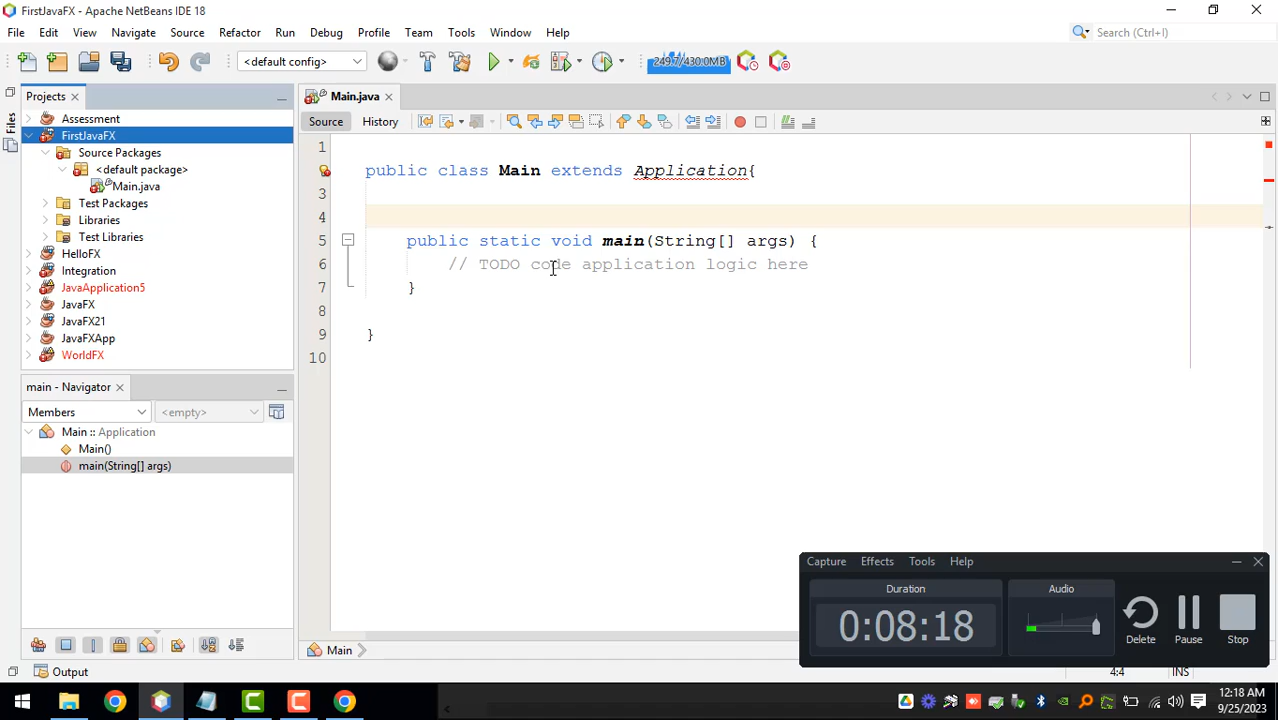 FirstJavaFX - Apache NetBeans IDE 18
File Edit View Navigate Source Refactor Run Debug Profile Team Tools Window Help
Search (Ctrl+I)
<default config>
249.7/430.0MB
Files
Projects
Assessment
FirstJavaFX
Source Packages
<default package>
Main.java
Test Packages
Libraries
Test Libraries
HelloFX
Integration
JavaApplication5
JavaFX
JavaFX21
JavaFXApp
WorldFX
main - Navigator
Members
<empty>
Main :: Application
Main()
main(String[] args)
Output
Main.java
Source History
1
public class Main extends Application{
3
4
5 public static void main(String[] args) {
6 // TODO code application logic here
7 }
8
9 }
10
Main
Capture Effects Tools Help
Duration
0:08:18
Audio
Delete
Pause
Stop
4:4 INS
12:18 AM
9/25/2023